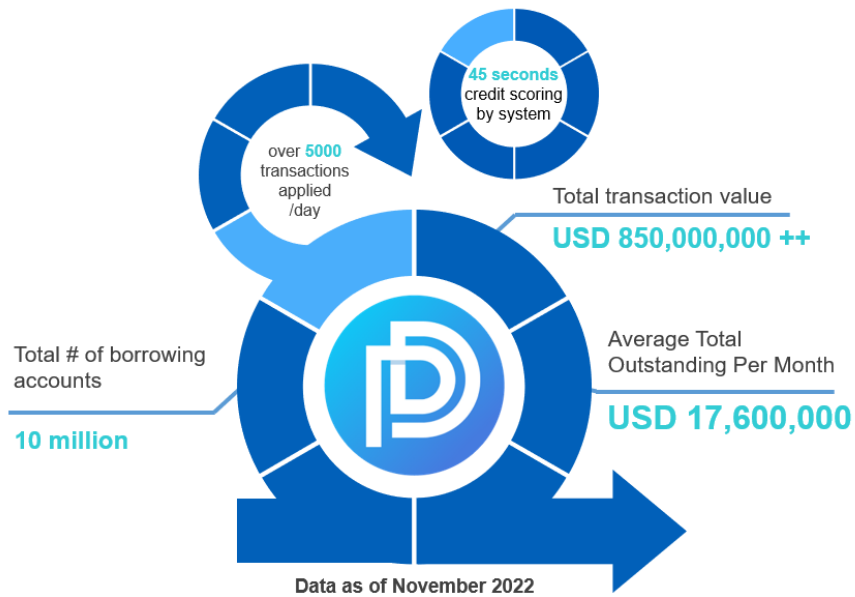 45 seconds
credit scoring
by system
over 5000
transactions
applied
/day
Total transaction value
USD 850,000,000 ++
Average Total
Outstanding Per Month
USD 17,600,000
Total # of borrowing
accounts
10 million
Data as of November 2022